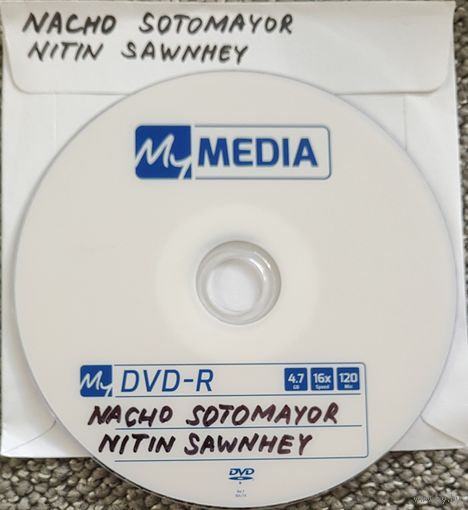 NACHO SOTOMAYOR
NITIN SAWNHEY
My MEDIA
My DVD-R
4.7 GB 16x Speed 120 Min
NACHO SOTOMAYOR
NITIN SAWNHEY
DVD